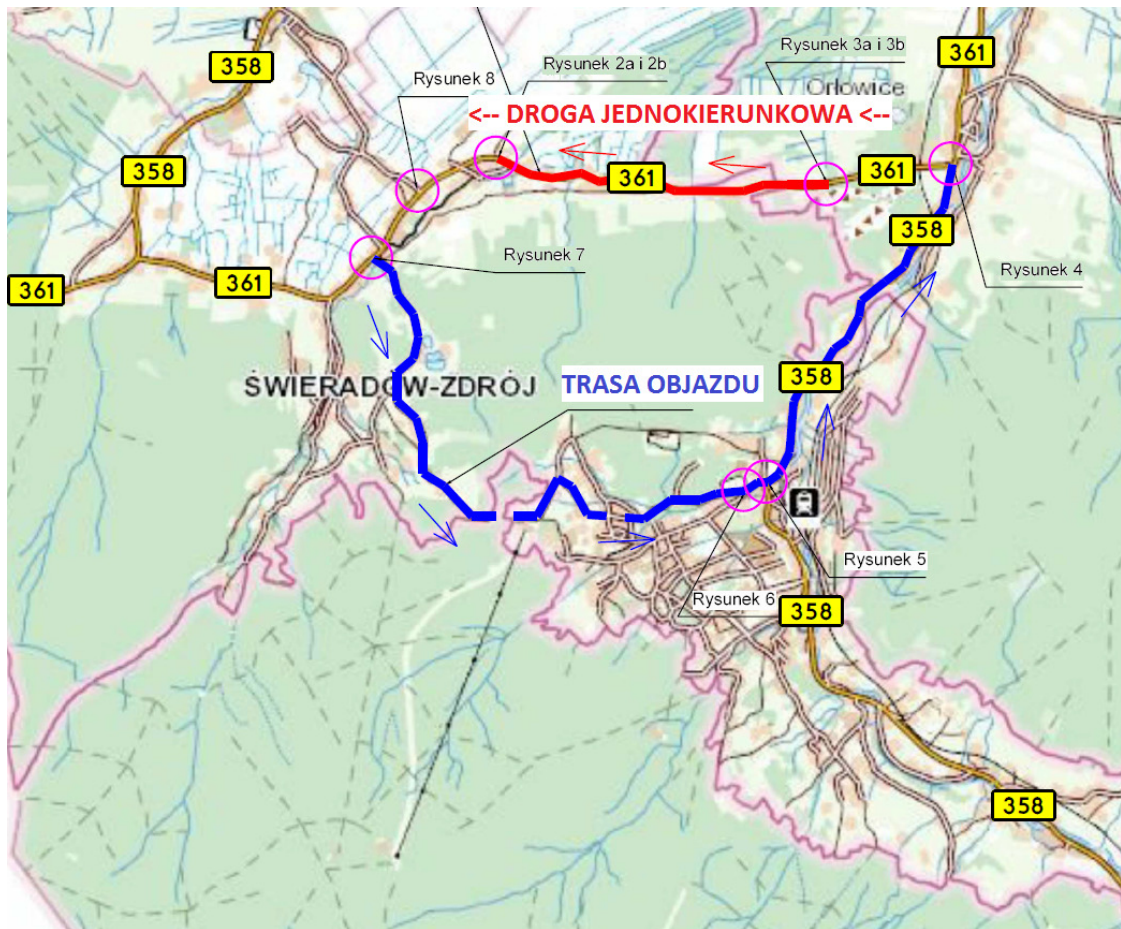 361
358
Rysunek 3a i 3b
Rysunek 2a i 2b
Rysunek 8
Orłowice
<-- DROGA JEDNOKIERUNKOWA <--
358
361
361
358
Rysunek 7
Rysunek 4
361
361
ŚWIERADÓW-ZDRÓJ
TRASA OBJAZDU
358
Rysunek 5
Rysunek 6
358
358